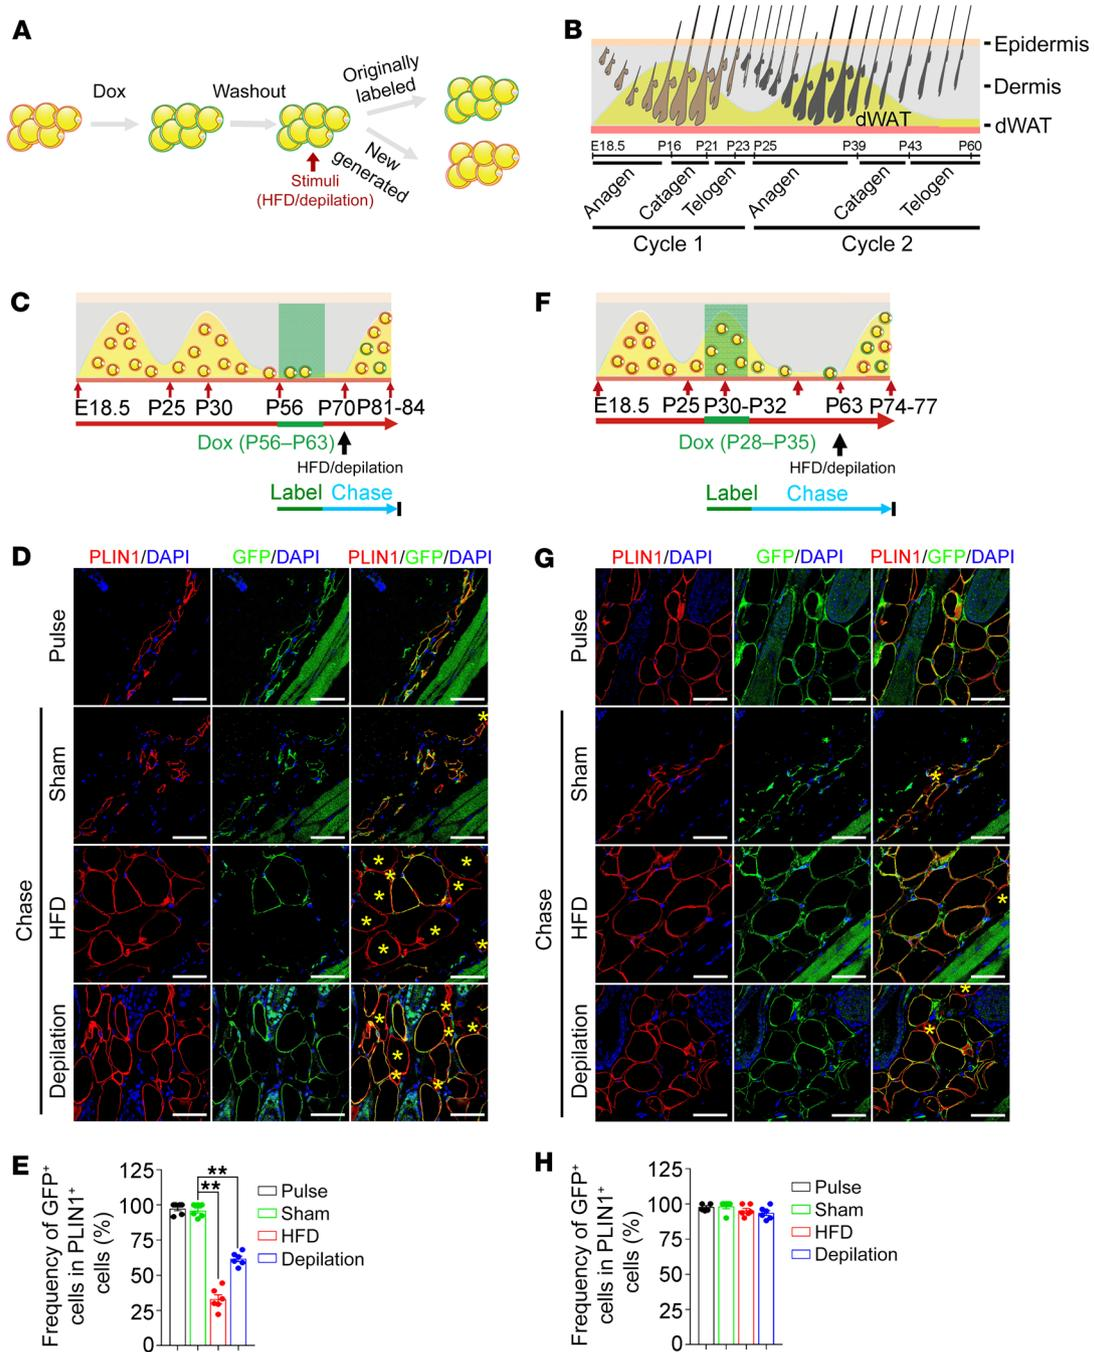 A
Dox
Washout
Originally
labeled
New
generated
Stimuli
(HFD/depilation)
B
Epidermis
Dermis
dWAT
dWAT
E18.5 P16 P21 P23 P25 P39 P43 P60
Anagen Catagen Telogen Anagen Catagen Telogen
Cycle 1 Cycle 2
C
E18.5 P25 P30 P56 P70 P81-84
Dox (P56–P63)
HFD/depilation
Label Chase
F
E18.5 P25 P30-P32 P63 P74-77
Dox (P28–P35)
HFD/depilation
Label Chase
D
PLIN1/DAPI GFP/DAPI PLIN1/GFP/DAPI
Pulse
Sham
HFD
Depilation
Chase
G
PLIN1/DAPI GFP/DAPI PLIN1/GFP/DAPI
Pulse
Sham
HFD
Depilation
Chase
E
Frequency of GFP+
cells in PLIN1+
cells (%)
125
100
75
50
25
0
**
**
Pulse
Sham
HFD
Depilation
H
Frequency of GFP+
cells in PLIN1+
cells (%)
125
100
75
50
25
0
Pulse
Sham
HFD
Depilation